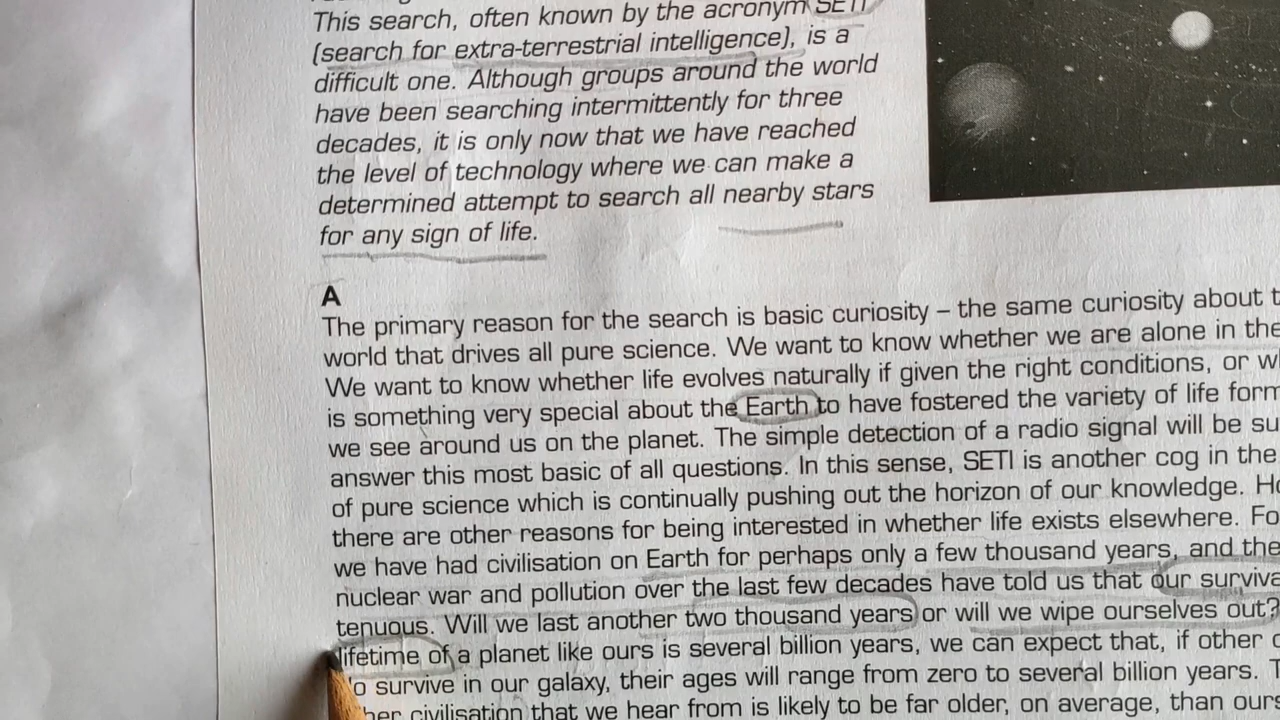 This search, often known by the acronym SETI
(search for extra-terrestrial intelligence), is a
difficult one. Although groups around the world
have been searching intermittently for three
decades, it is only now that we have reached
the level of technology where we can make a
determined attempt to search all nearby stars
for any sign of life.
A
The primary reason for the search is basic curiosity – the same curiosity about
world that drives all pure science. We want to know whether we are alone in the
We want to know whether life evolves naturally if given the right conditions, or
is something very special about the Earth to have fostered the variety of life
we see around us on the planet. The simple detection of a radio signal will be
answer this most basic of all questions. In this sense, SETI is another cog in the
of pure science which is continually pushing out the horizon of our knowledge.
there are other reasons for being interested in whether life exists elsewhere.
we have had civilisation on Earth for perhaps only a few thousand years, and
nuclear war and pollution over the last few decades have told us that our
tenuous. Will we last another two thousand years or will we wipe ourselves out?
lifetime of a planet like ours is several billion years, we can expect that, if other
survive in our galaxy, their ages will range from zero to several billion years.
civilisation that we hear from is likely to be far older, on average, than